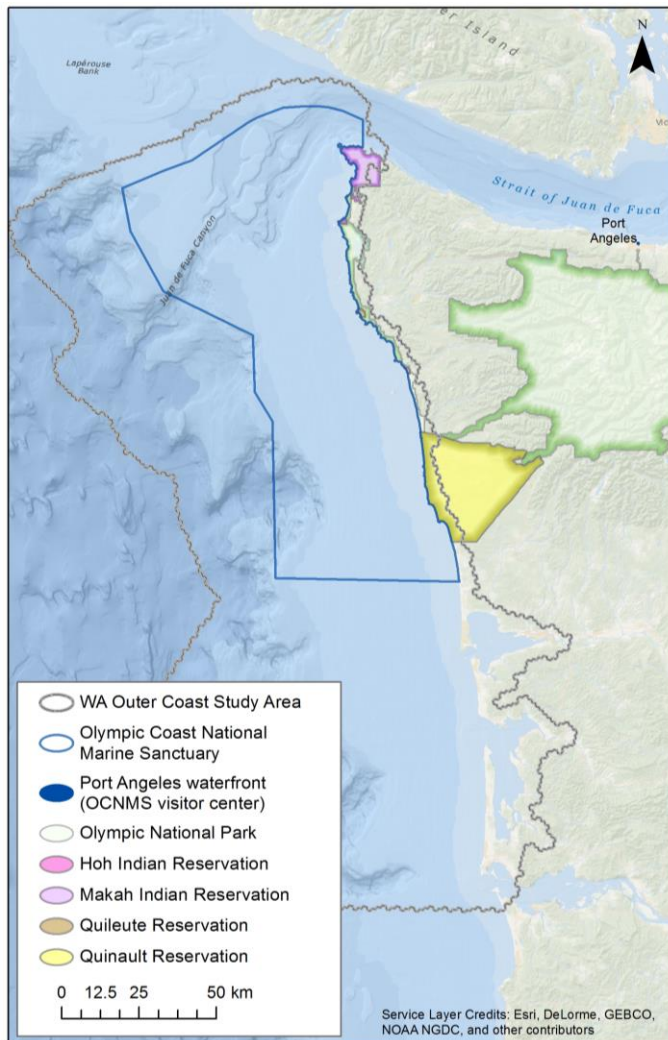 Lapérouse
Bank
er Island
N
Vic
Strait of Juan de Fuca
Port
Angeles
Juan de Fuca Canyon
WA Outer Coast Study Area
Olympic Coast National
Marine Sanctuary
Port Angeles waterfront
(OCNMS visitor center)
Olympic National Park
Hoh Indian Reservation
Makah Indian Reservation
Quileute Reservation
Quinault Reservation
0 12.5 25 50 km
Service Layer Credits: Esri, DeLorme, GEBCO,
NOAA NGDC, and other contributors